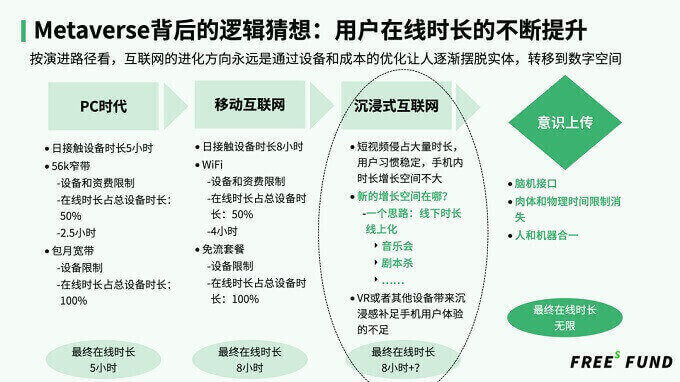 Metaverse背后的逻辑猜想：用户在线时长的不断提升
按演进路径看，互联网的进化方向永远是通过设备和成本的优化让人逐渐摆脱实体，转移到数字空间
PC时代
• 日接触设备时长5小时
• 56k窄带
-设备和资费限制
-在线时长占总设备时长：
50%
-2.5小时
• 包月宽带
-设备限制
-在线时长占总设备时长：
100%
最终在线时长
5小时
移动互联网
• 日接触设备时长8小时
• WiFi
-设备和资费限制
-在线时长占总设备时
长：50%
-4小时
• 免流套餐
-设备限制
-在线时长占总设备时
长：100%
最终在线时长
8小时
沉浸式互联网
• 短视频侵占大量时长，
用户习惯稳定，手机内
时长增长空间不大
• 新的增长空间在哪？
-一个思路：线下时长
线上化
‣ 音乐会
‣ 剧本杀
‣ ……
• VR或者其他设备带来沉
浸感补足手机用户体验
的不足
最终在线时长
8小时+?
意识上传
• 脑机接口
• 肉体和物理时间限制消
失
• 人和机器合一
最终在线时长
无限
FREES FUND